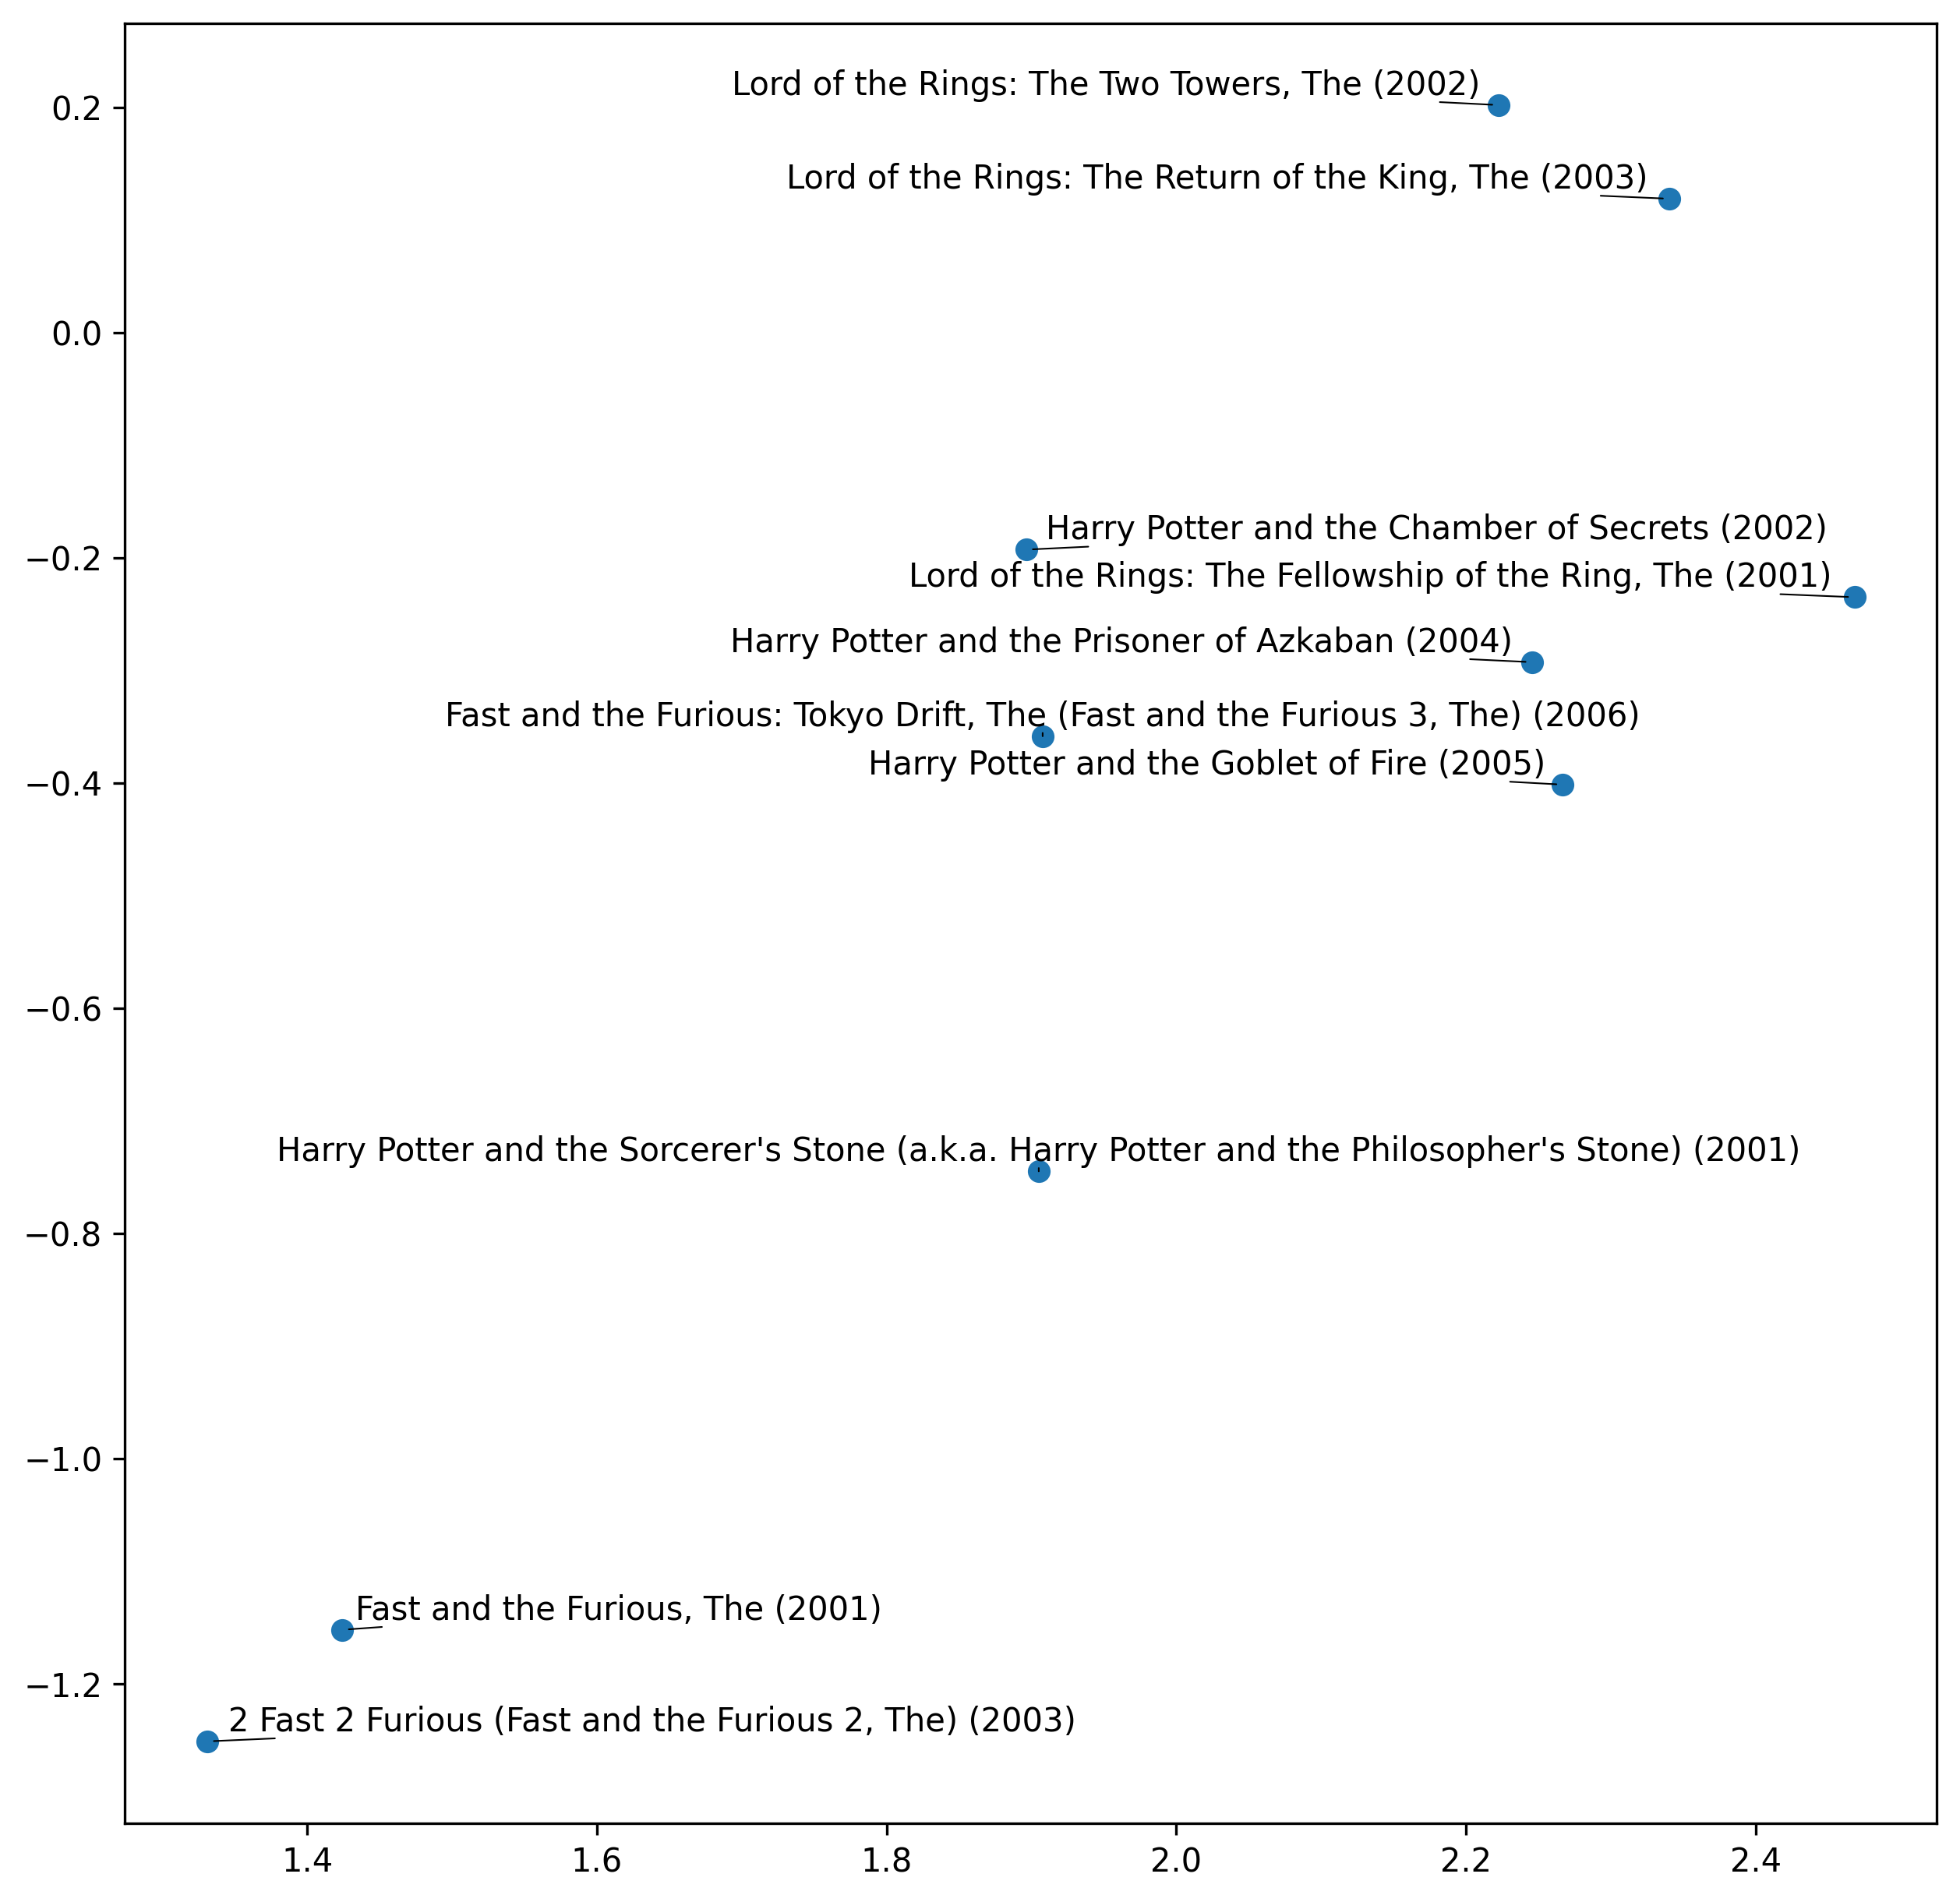 Lord of the Rings: The Two Towers, The (2002)
0.2
Lord of the Rings: The Return of the King, The (2003)
0.0
Harry Potter and the Chamber of Secrets (2002)
−0.2
Lord of the Rings: The Fellowship of the Ring, The (2001)
Harry Potter and the Prisoner of Azkaban (2004)
Fast and the Furious: Tokyo Drift, The (Fast and the Furious 3, The) (2006)
Harry Potter and the Goblet of Fire (2005)
−0.4
−0.6
Harry Potter and the Sorcerer's Stone (a.k.a. Harry Potter and the Philosopher's Stone) (2001)
−0.8
−1.0
Fast and the Furious, The (2001)
−1.2
2 Fast 2 Furious (Fast and the Furious 2, The) (2003)
1.4 1.6 1.8 2.0 2.2 2.4